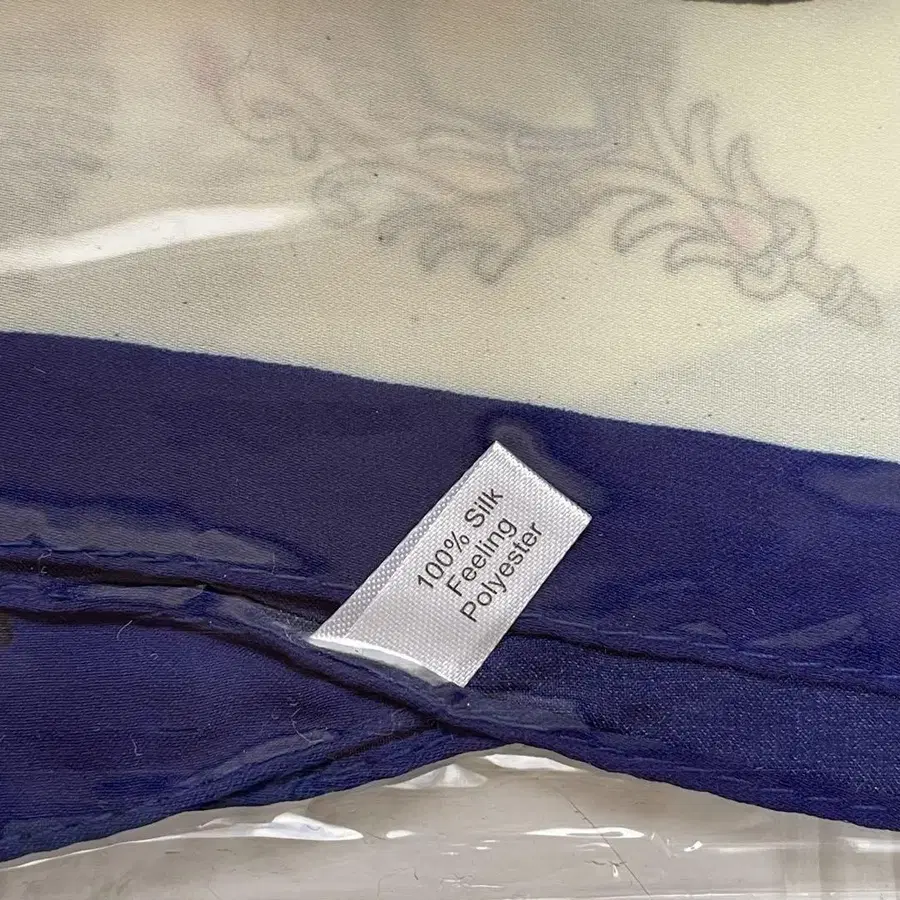 100% Silk
Feeling
Polyester